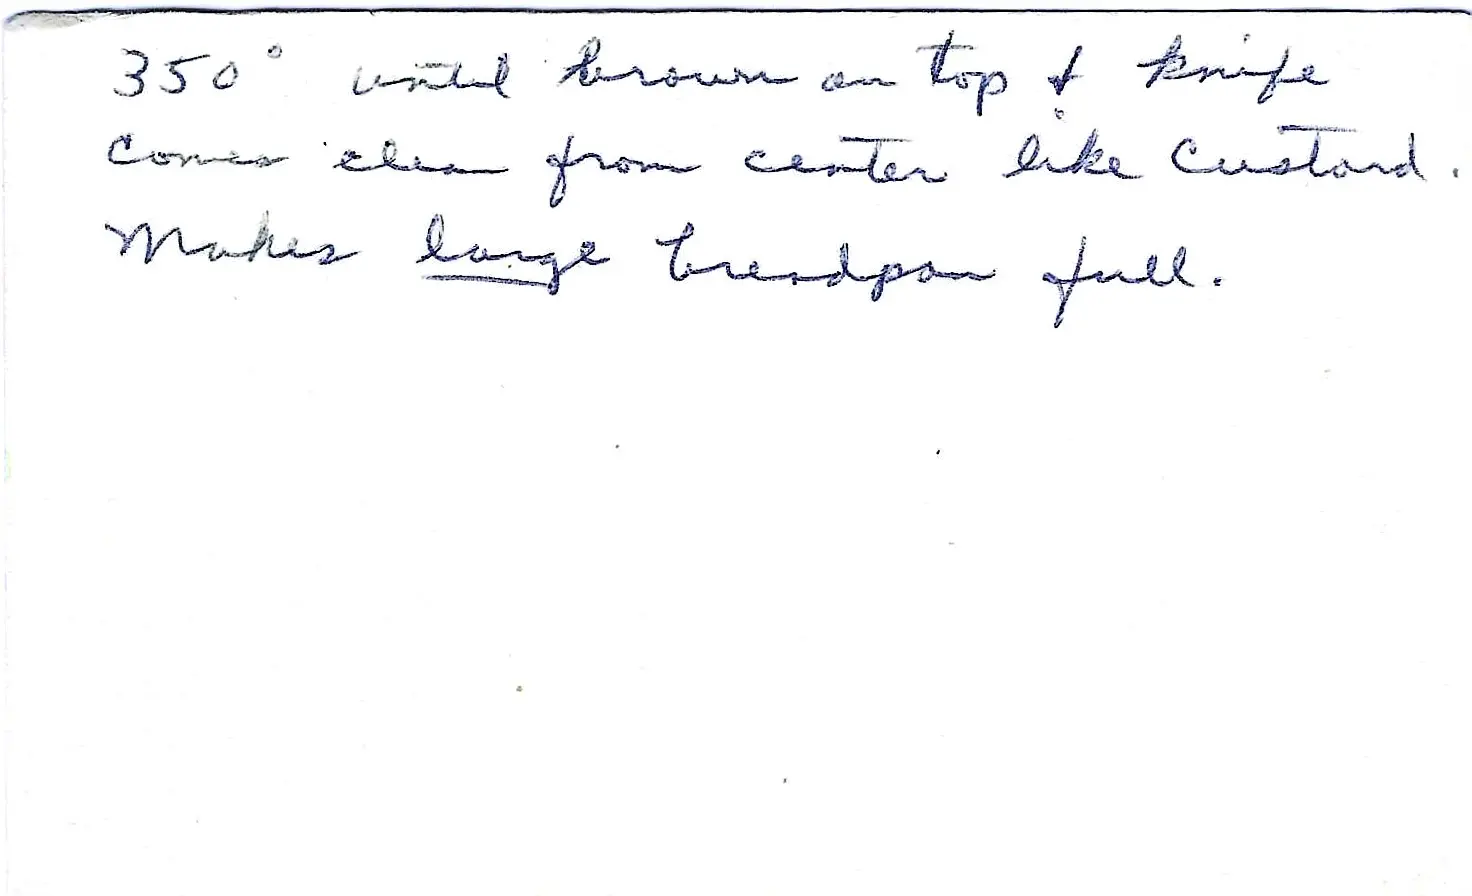 350° until brown on top & knife
comes clean from center like custard.
Makes large breadpan full.